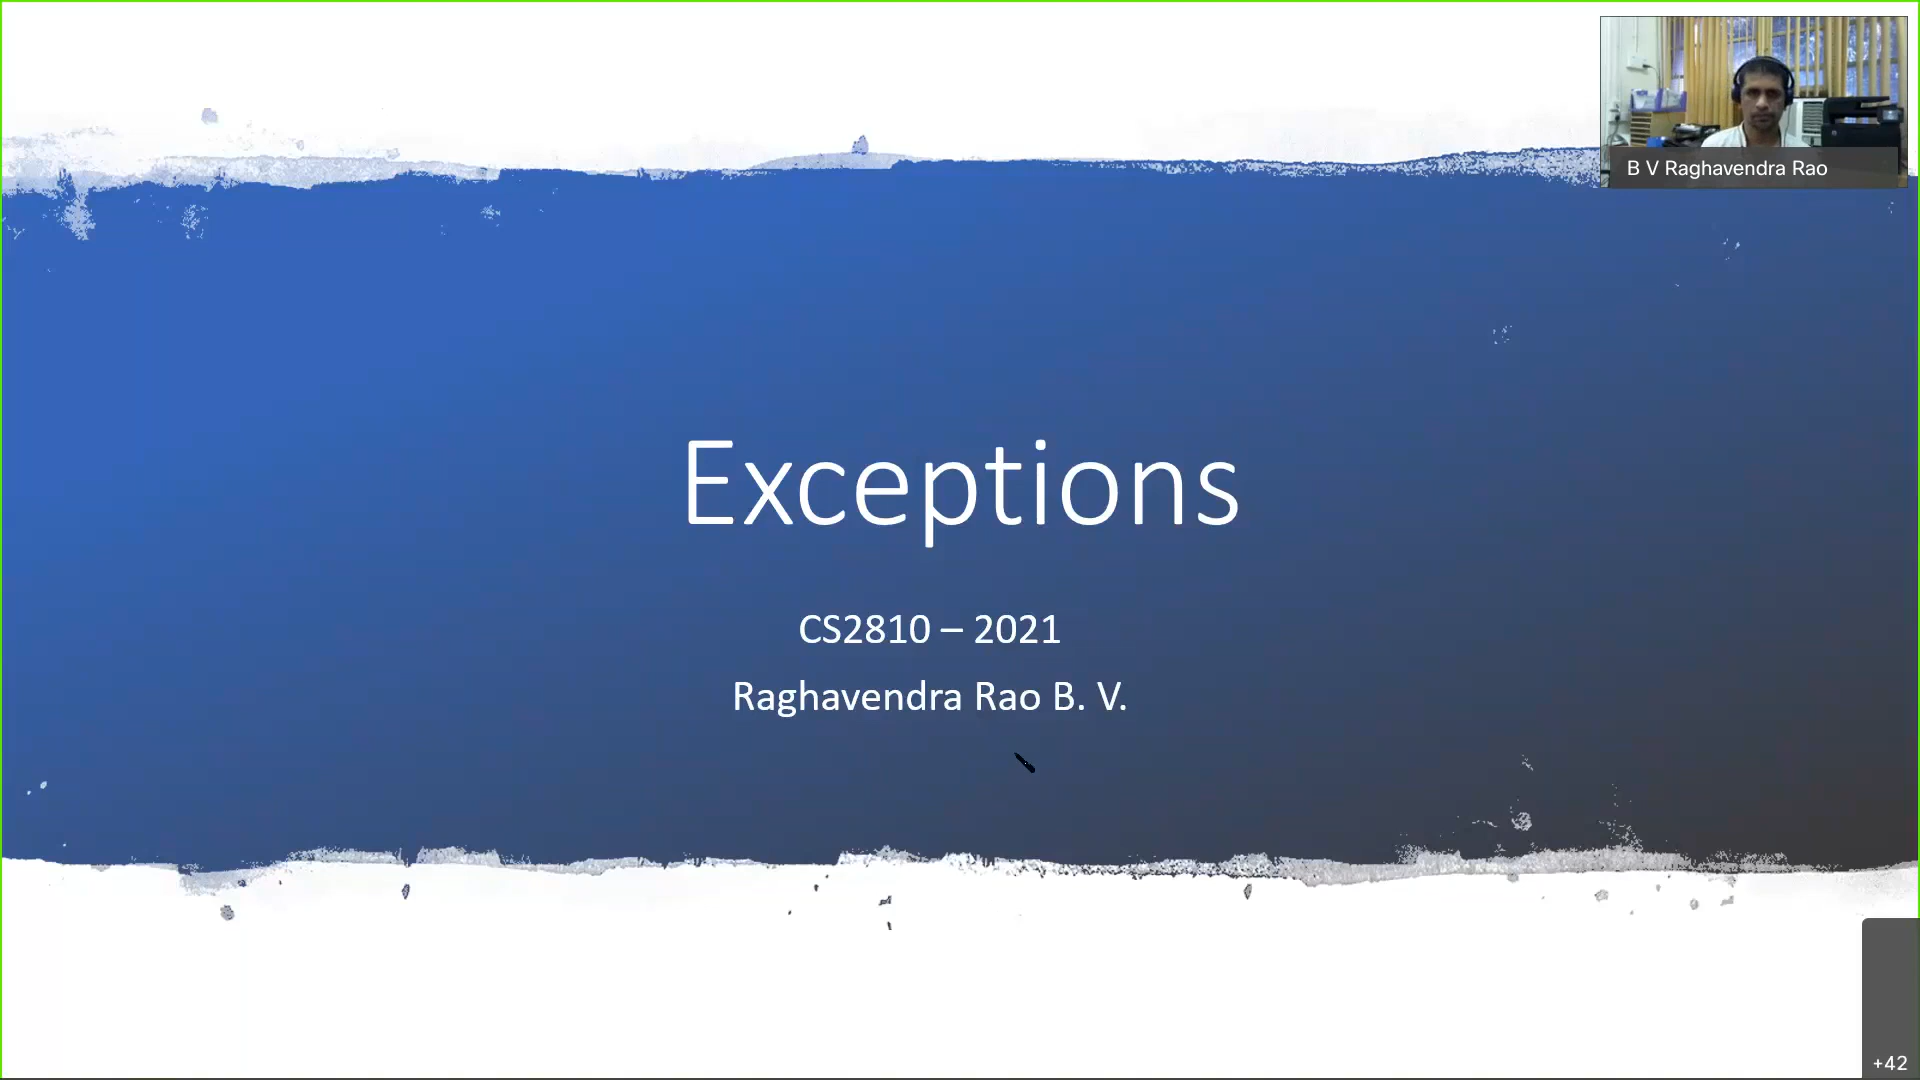 B V Raghavendra Rao
Exceptions
CS2810 – 2021
Raghavendra Rao B. V.
+42